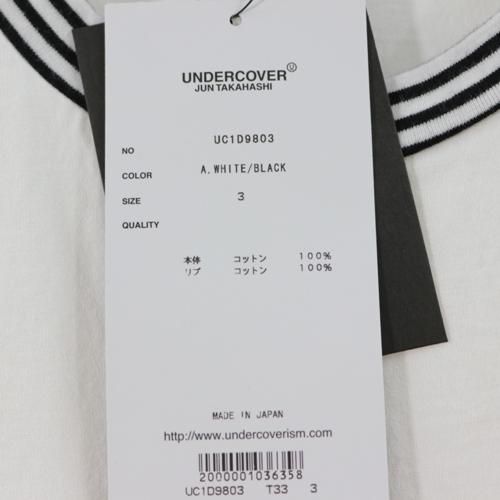 UNDERCOVER Ⓤ
JUN TAKAHASHI
NO UC1D9803
COLOR A.WHITE/BLACK
SIZE 3
QUALITY
本体 コットン 100%
リブ コットン 100%
MADE IN JAPAN
http://www.undercoverism.com
2000001036358
UC1D9803 T33 3